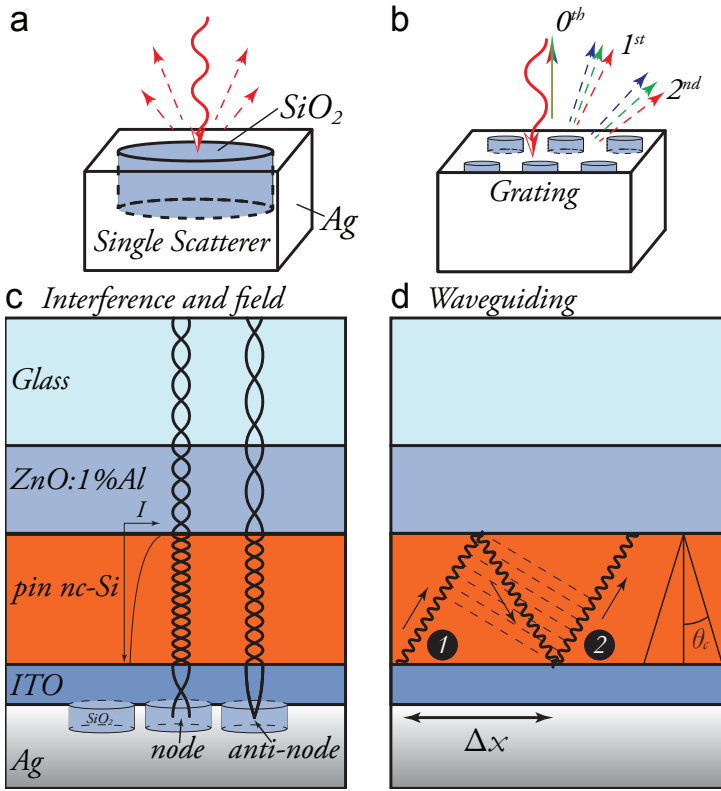 a
SiO2
Ag
Single Scatterer
b
0th
1st
2nd
Grating
c Interference and field
Glass
ZnO:1%Al
I
pin nc-Si
ITO
SiO2
node
anti-node
Ag
d Waveguiding
1
2
θc
Δx